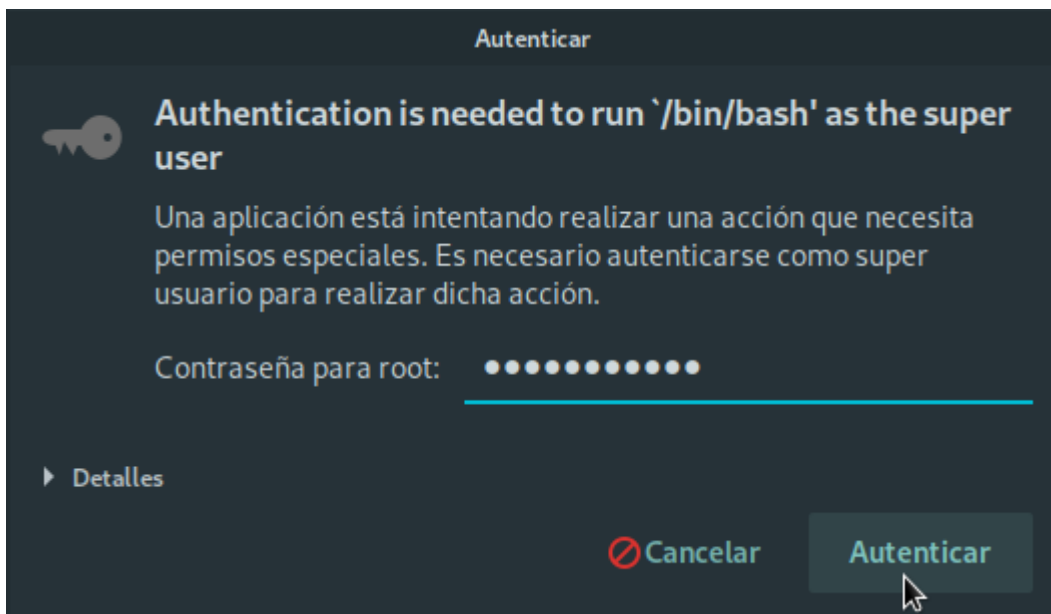 Autenticar
Authentication is needed to run `/bin/bash' as the super
user
Una aplicación está intentando realizar una acción que necesita
permisos especiales. Es necesario autenticarse como super
usuario para realizar dicha acción.
Contraseña para root: ●●●●●●●●●●●
Detalles
Cancelar Autenticar